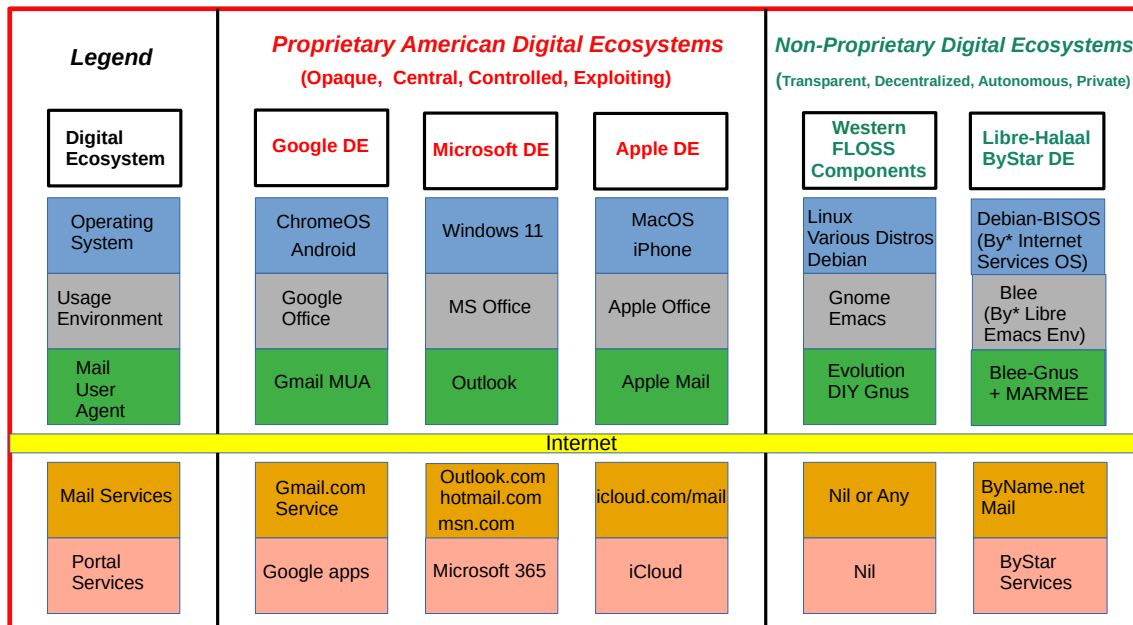 Legend
Proprietary American Digital Ecosystems
(Opaque, Central, Controlled, Exploiting)
Non-Proprietary Digital Ecosystems
(Transparent, Decentralized, Autonomous, Private)
Digital
Ecosystem
Google DE
Microsoft DE
Apple DE
Western
FLOSS
Components
Libre-Halaal
ByStar DE
Operating
System
ChromeOS
Android
Windows 11
MacOS
iPhone
Linux
Various Distros
Debian
Debian-BISOS
(By* Internet
Services OS)
Usage
Environment
Google
Office
MS Office
Apple Office
Gnome
Emacs
Blee
(By* Libre
Emacs Env)
Mail
User
Agent
Gmail MUA
Outlook
Apple Mail
Evolution
DIY Gnus
Blee-Gnus
+ MARMEE
Internet
Mail Services
Gmail.com
Service
Outlook.com
hotmail.com
msn.com
icloud.com/mail
Nil or Any
ByName.net
Mail
Portal
Services
Google apps
Microsoft 365
iCloud
Nil
ByStar
Services